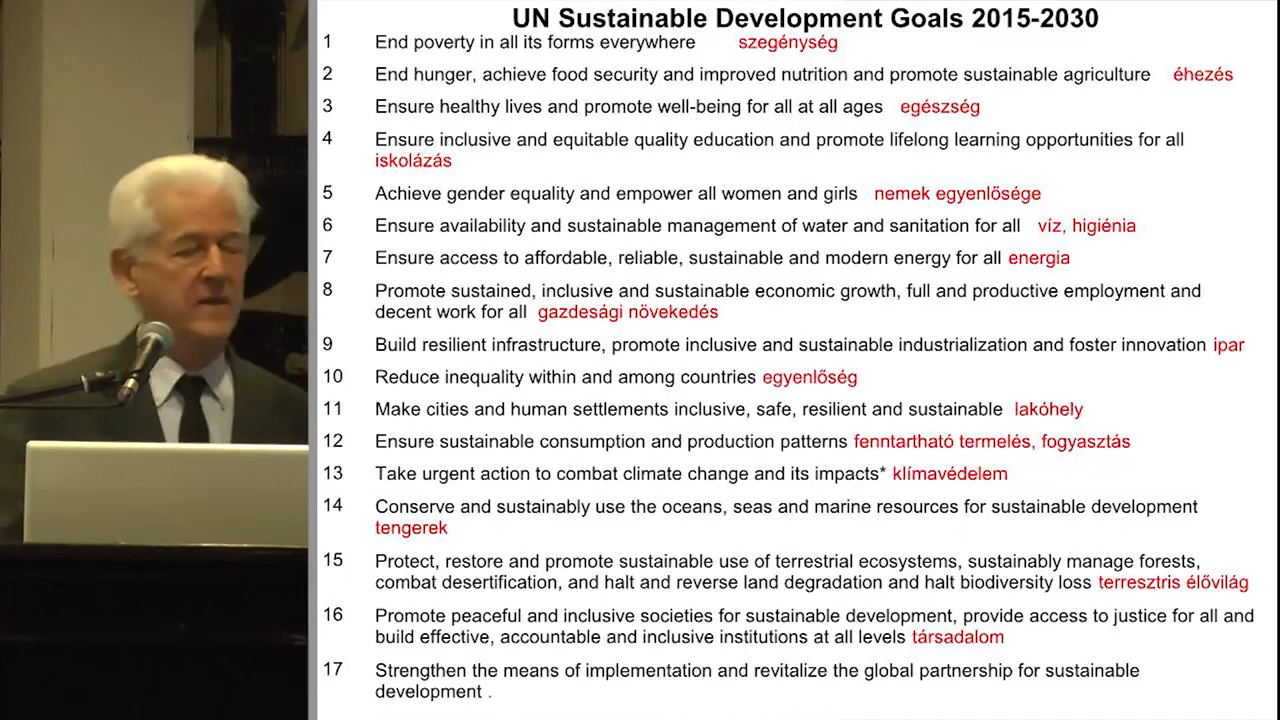 UN Sustainable Development Goals 2015-2030
1 End poverty in all its forms everywhere szegénység
2 End hunger, achieve food security and improved nutrition and promote sustainable agriculture éhezés
3 Ensure healthy lives and promote well-being for all at all ages egészség
4 Ensure inclusive and equitable quality education and promote lifelong learning opportunities for all
iskolázás
5 Achieve gender equality and empower all women and girls nemek egyenlősége
6 Ensure availability and sustainable management of water and sanitation for all víz, higiénia
7 Ensure access to affordable, reliable, sustainable and modern energy for all energia
8 Promote sustained, inclusive and sustainable economic growth, full and productive employment and
decent work for all gazdesági növekedés
9 Build resilient infrastructure, promote inclusive and sustainable industrialization and foster innovation ipar
10 Reduce inequality within and among countries egyenlőség
11 Make cities and human settlements inclusive, safe, resilient and sustainable lakóhely
12 Ensure sustainable consumption and production patterns fenntartható termelés, fogyasztás
13 Take urgent action to combat climate change and its impacts* klímavédelem
14 Conserve and sustainably use the oceans, seas and marine resources for sustainable development
tengerek
15 Protect, restore and promote sustainable use of terrestrial ecosystems, sustainably manage forests,
combat desertification, and halt and reverse land degradation and halt biodiversity loss terresztris élővilág
16 Promote peaceful and inclusive societies for sustainable development, provide access to justice for all and
build effective, accountable and inclusive institutions at all levels társadalom
17 Strengthen the means of implementation and revitalize the global partnership for sustainable
development .